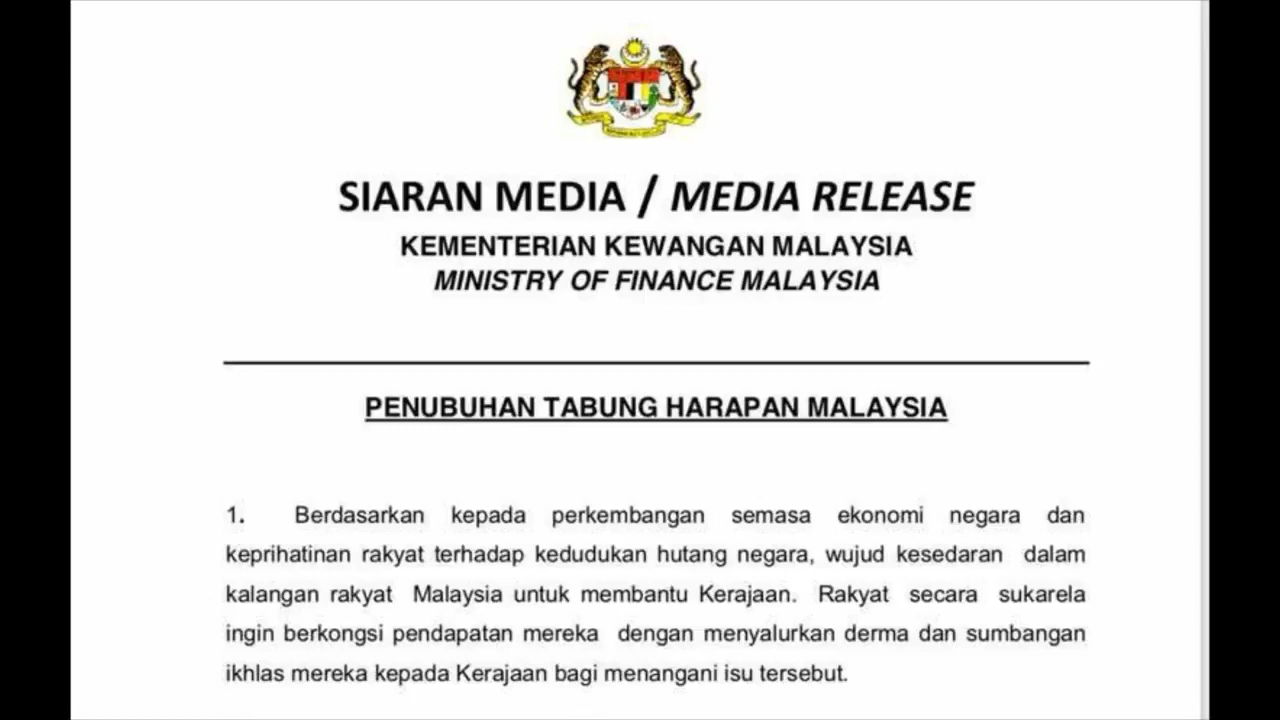 SIARAN MEDIA / MEDIA RELEASE
KEMENTERIAN KEWANGAN MALAYSIA
MINISTRY OF FINANCE MALAYSIA
PENUBUHAN TABUNG HARAPAN MALAYSIA
1. Berdasarkan kepada perkembangan semasa ekonomi negara dan
keprihatinan rakyat terhadap kedudukan hutang negara, wujud kesedaran dalam
kalangan rakyat Malaysia untuk membantu Kerajaan. Rakyat secara sukarela
ingin berkongsi pendapatan mereka dengan menyalurkan derma dan sumbangan
ikhlas mereka kepada Kerajaan bagi menangani isu tersebut.